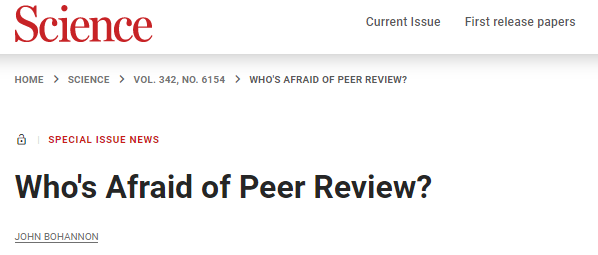 Science
Current Issue First release papers
HOME > SCIENCE > VOL. 342, NO. 6154 > WHO'S AFRAID OF PEER REVIEW?
SPECIAL ISSUE NEWS
Who's Afraid of Peer Review?
JOHN BOHANNON